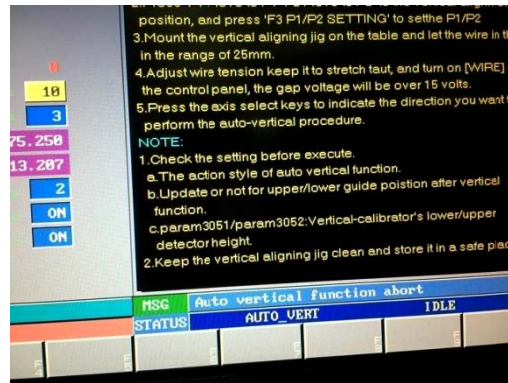 position, and press 'F3 P1/P2 SETTING' to setthe P1/P2
3.Mount the vertical aligning jig on the table and let the wire in
in the range of 25mm.
4.Adjust wire tension keep it to stretch taut, and turn on [WIRE]
the control panel, the gap voltage will be over 15 volts.
5.Press the axis select keys to indicate the direction you want
perform the auto-vertical procedure.
NOTE:
1.Check the setting before execute.
a.The action style of auto vertical function.
b.Update or not for upper/lower guide poistion after vertical
function.
c.param3051/param3052:Vertical-calibrator's lower/upper
detector height.
2.Keep the vertical aligning jig clean and store it in a safe
10
3
75.250
13.207
2
ON
ON
MSG Auto vertical function abort
STATUS AUTO_VERT IDLE